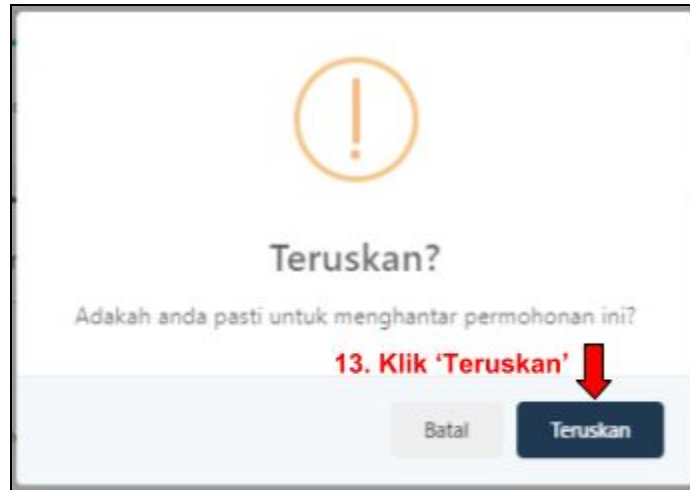 Teruskan?
Adakah anda pasti untuk menghantar permohonan ini?
13. Klik ‘Teruskan’
Batal
Teruskan